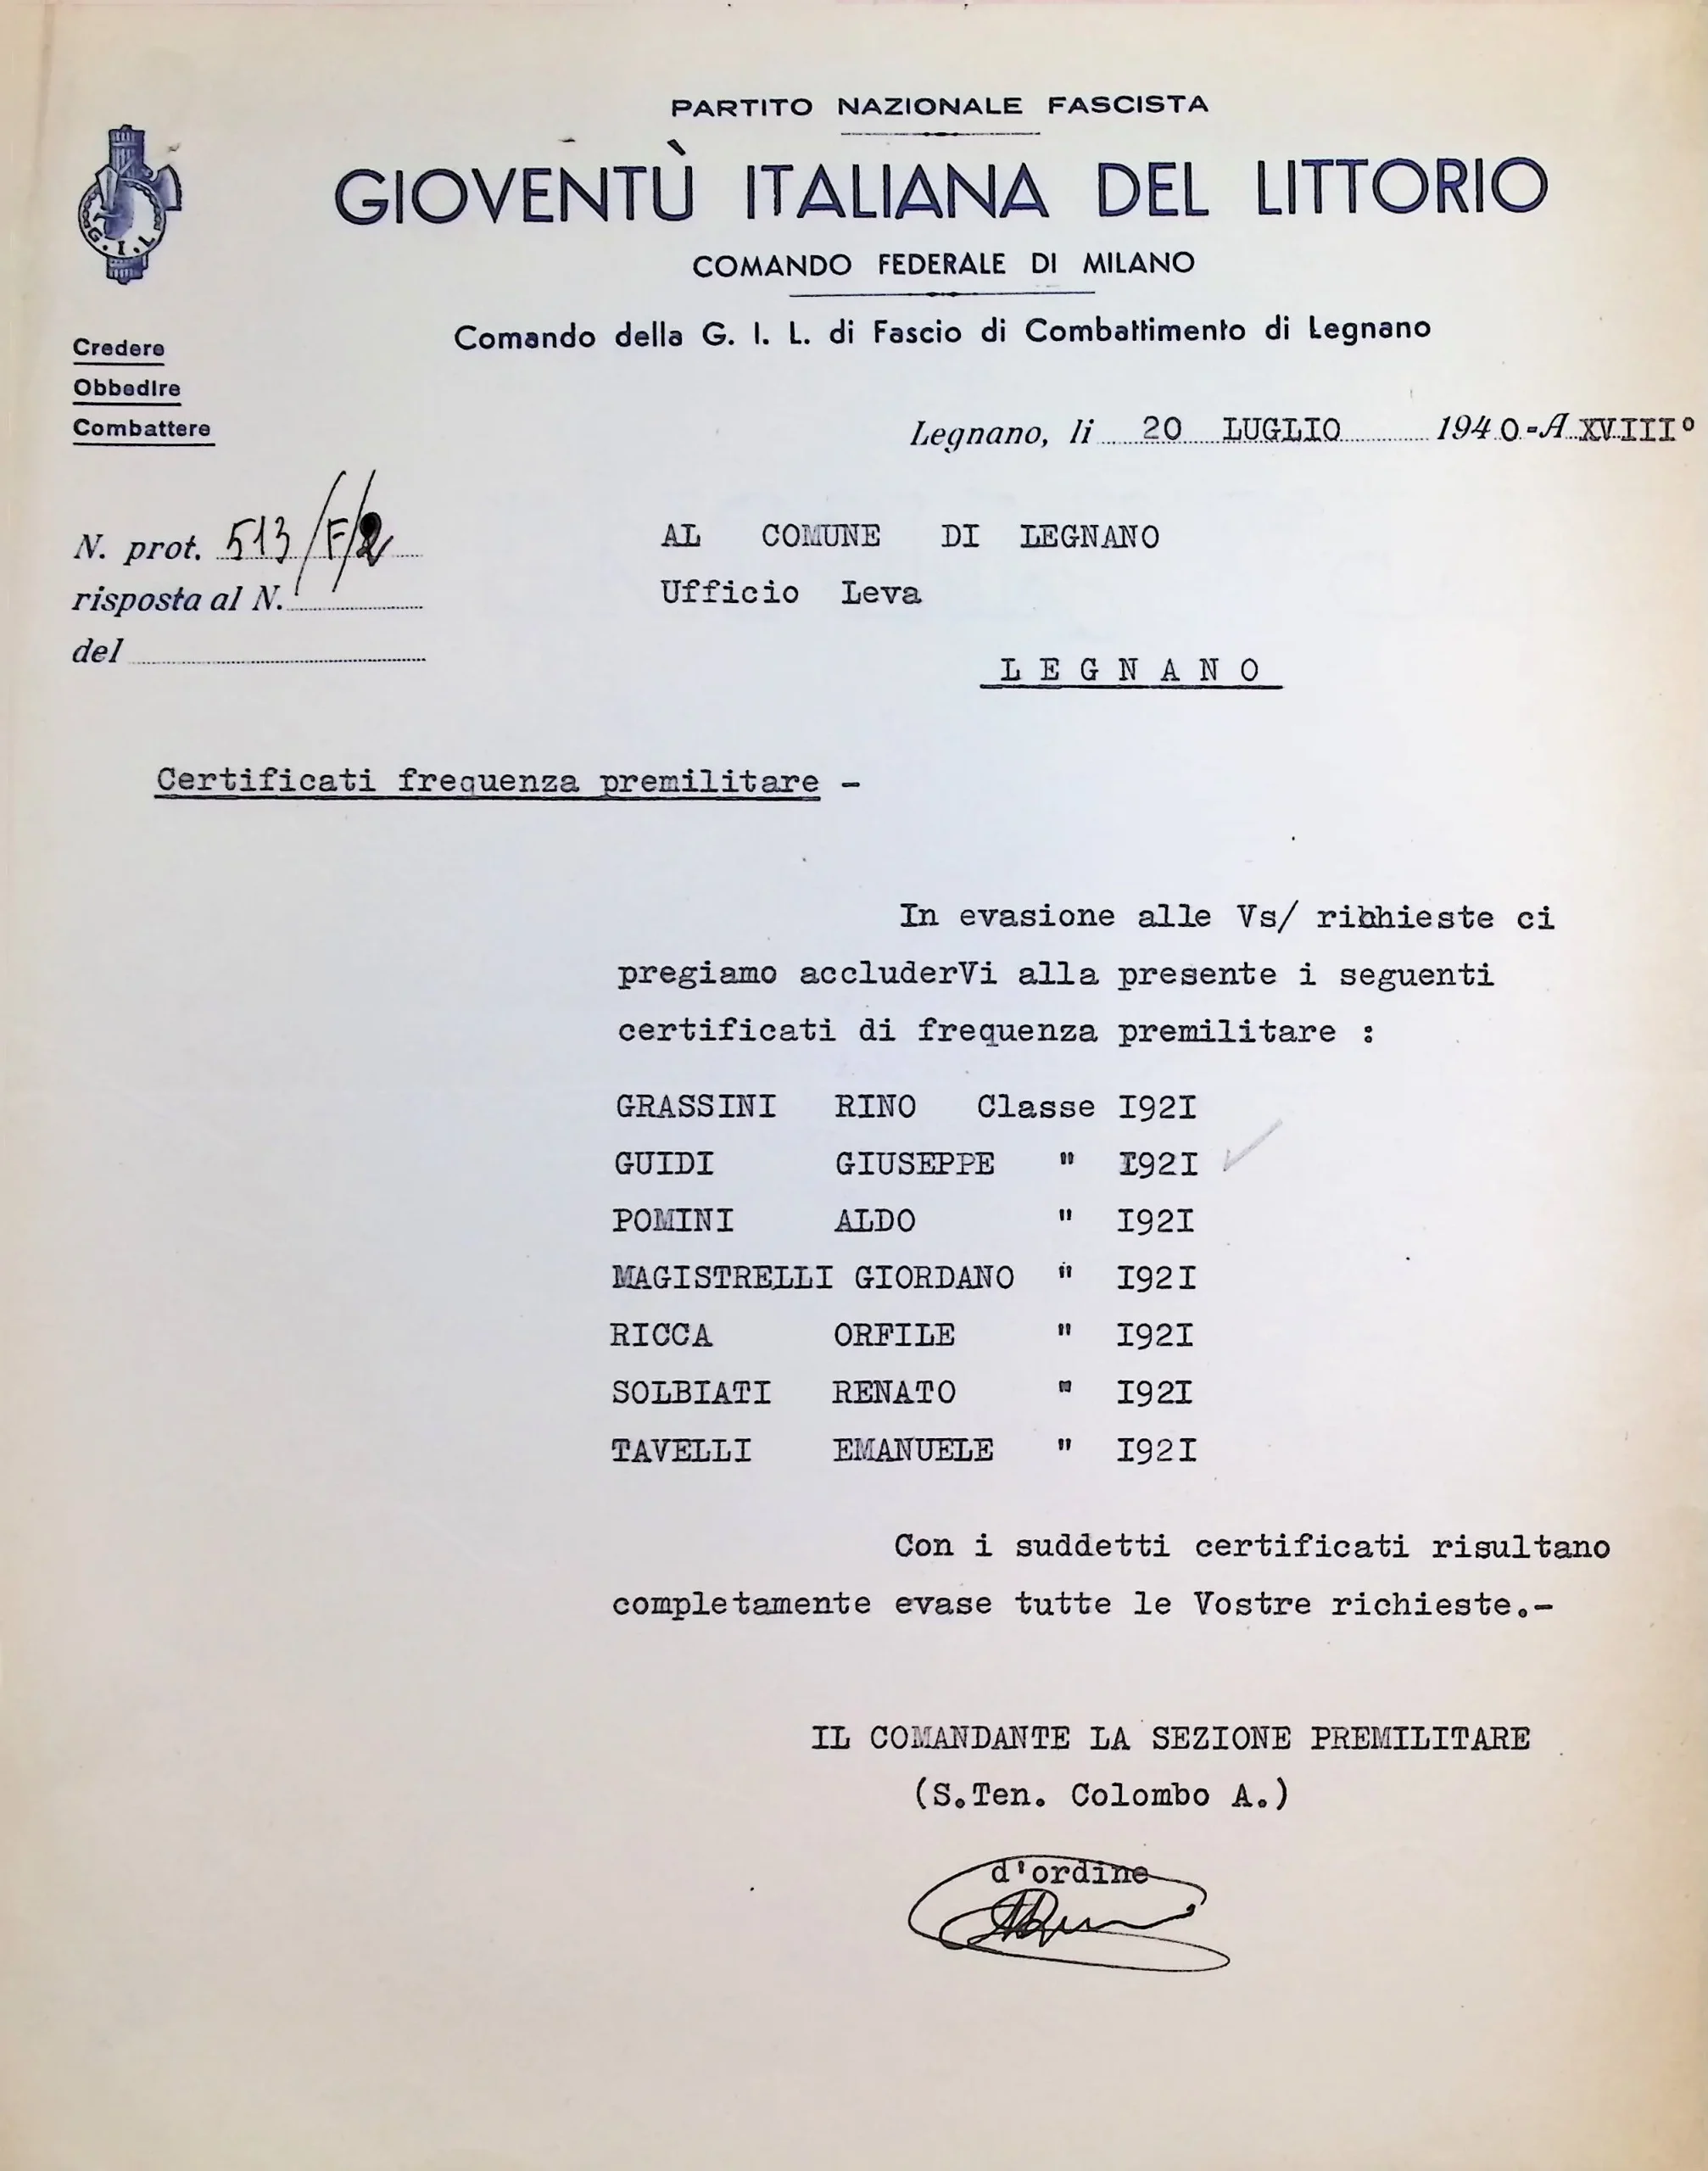 PARTITO NAZIONALE FASCISTA
GIOVENTÙ ITALIANA DEL LITTORIO
COMANDO FEDERALE DI MILANO
Comando della G. I. L. di Fascio di Combattimento di Legnano
G. I. L.
Credere
Obbedire
Combattere
Legnano, li 20 LUGLIO 1940-A XVIIIº
N. prot. 513/F/2
risposta al N.
del
AL COMUNE DI LEGNANO
Ufficio Leva
LEGNANO
Certificati frequenza premilitare -
In evasione alle Vs/ rihhieste ci
pregiamo accluderVi alla presente i seguenti
certificati di frequenza premilitare :
GRASSINI RINO Classe I92I
GUIDI GIUSEPPE " I92I
POMINI ALDO " I92I
MAGISTRELLI GIORDANO " I92I
RICCA ORFILE " I92I
SOLBIATI RENATO " I92I
TAVELLI EMANUELE " I92I
Con i suddetti certificati risultano
completamente evase tutte le Vostre richieste.-
IL COMANDANTE LA SEZIONE PREMILITARE
(S.Ten. Colombo A.)
d'ordine